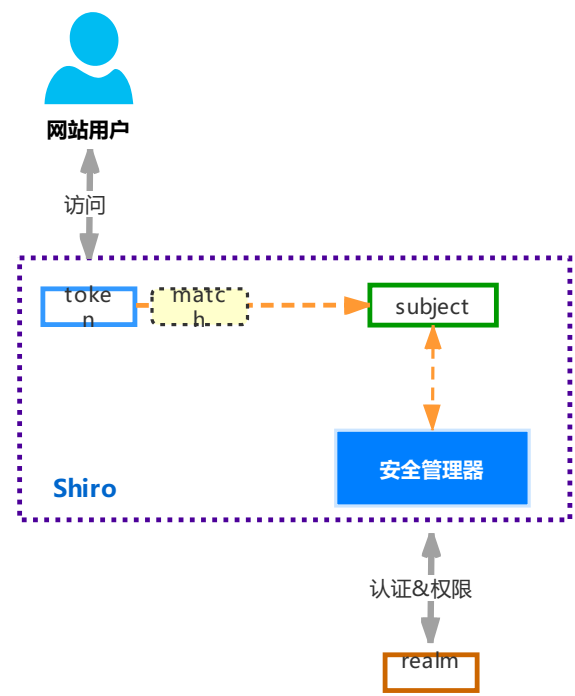 网站用户
访问
toke
n
matc
h
subject
安全管理器
Shiro
认证&权限
realm